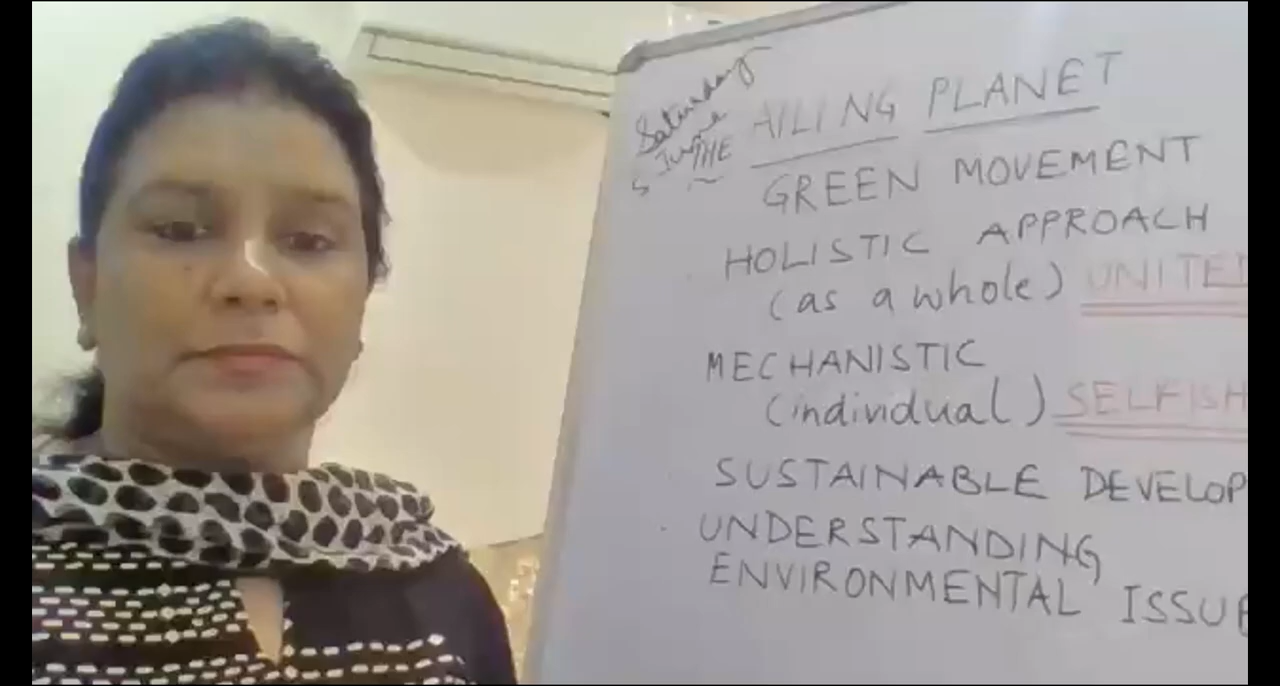 Saturday
5 June
THE AILING PLANET
GREEN MOVEMENT
HOLISTIC APPROACH
(as a whole) UNITED
MECHANISTIC
(individual) SELFISH
SUSTAINABLE DEVELOP
UNDERSTANDING
ENVIRONMENTAL ISSUE